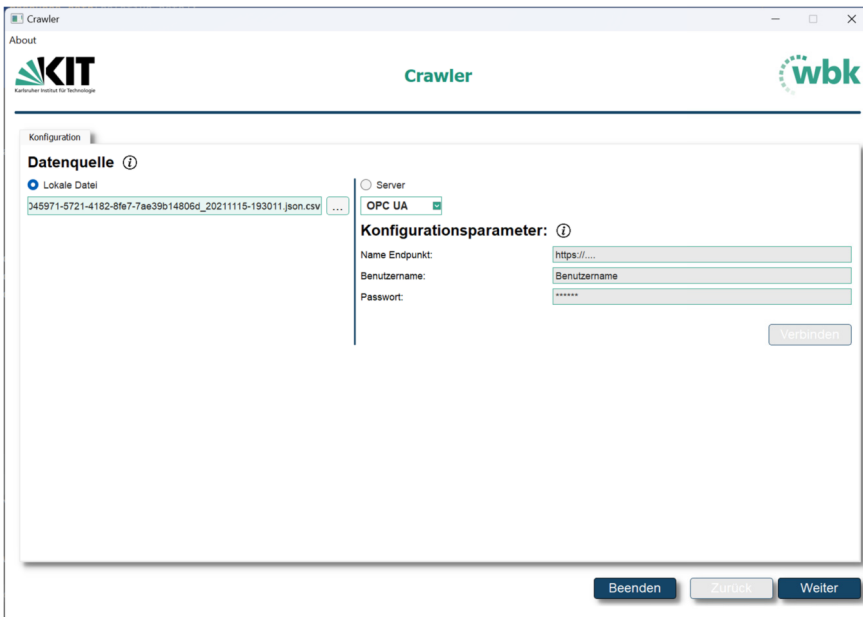 Crawler
About
KIT
Karlsruher Institut für Technologie
Crawler
wbk
Konfiguration
Datenquelle i
Lokale Datei
045971-5721-4182-8fe7-7ae39b14806d_20211115-193011.json.csv ...
Server
OPC UA
Konfigurationsparameter: i
Name Endpunkt: https://....
Benutzername: Benutzername
Passwort: ******
Verbinden
Beenden Zurück Weiter